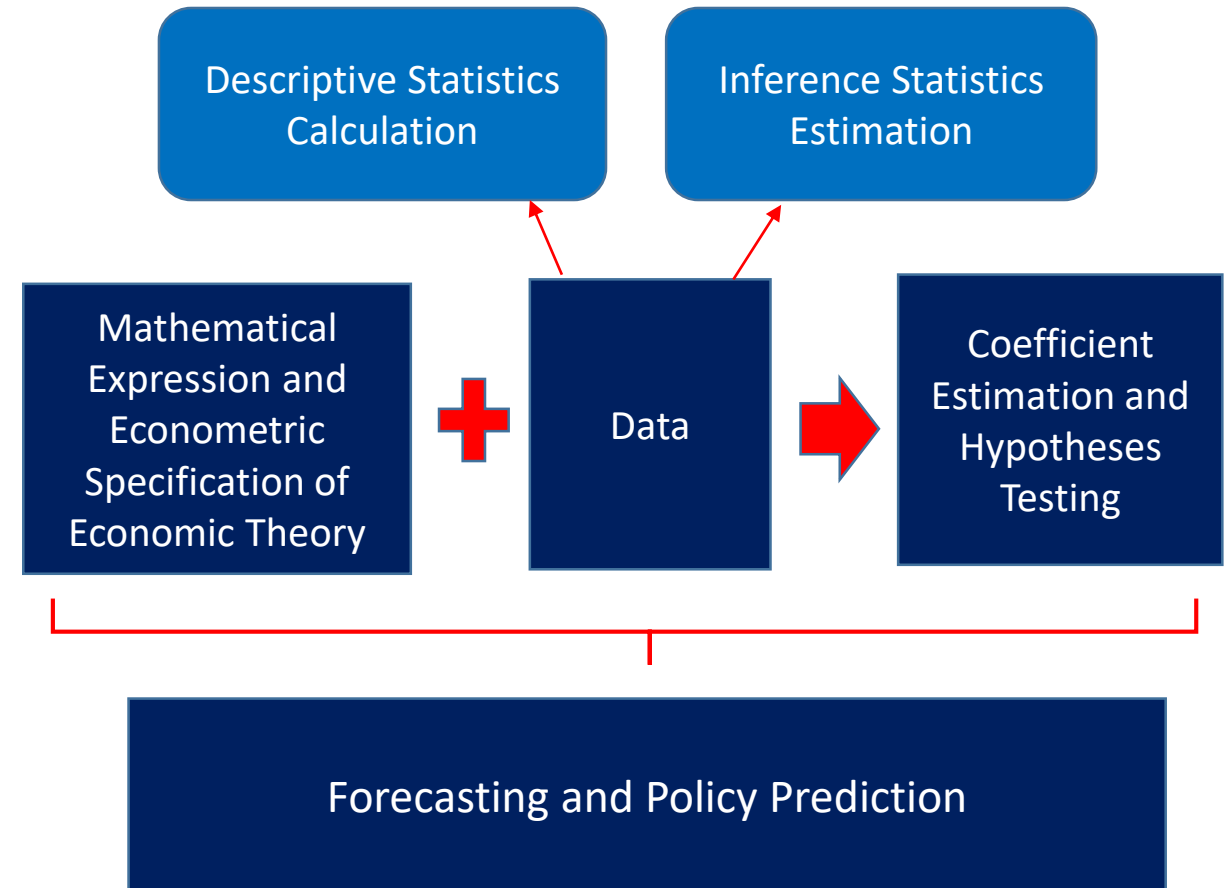 Descriptive Statistics
Calculation
Inference Statistics
Estimation
Mathematical
Expression and
Econometric
Specification of
Economic Theory
Data
Coefficient
Estimation and
Hypotheses
Testing
Forecasting and Policy Prediction